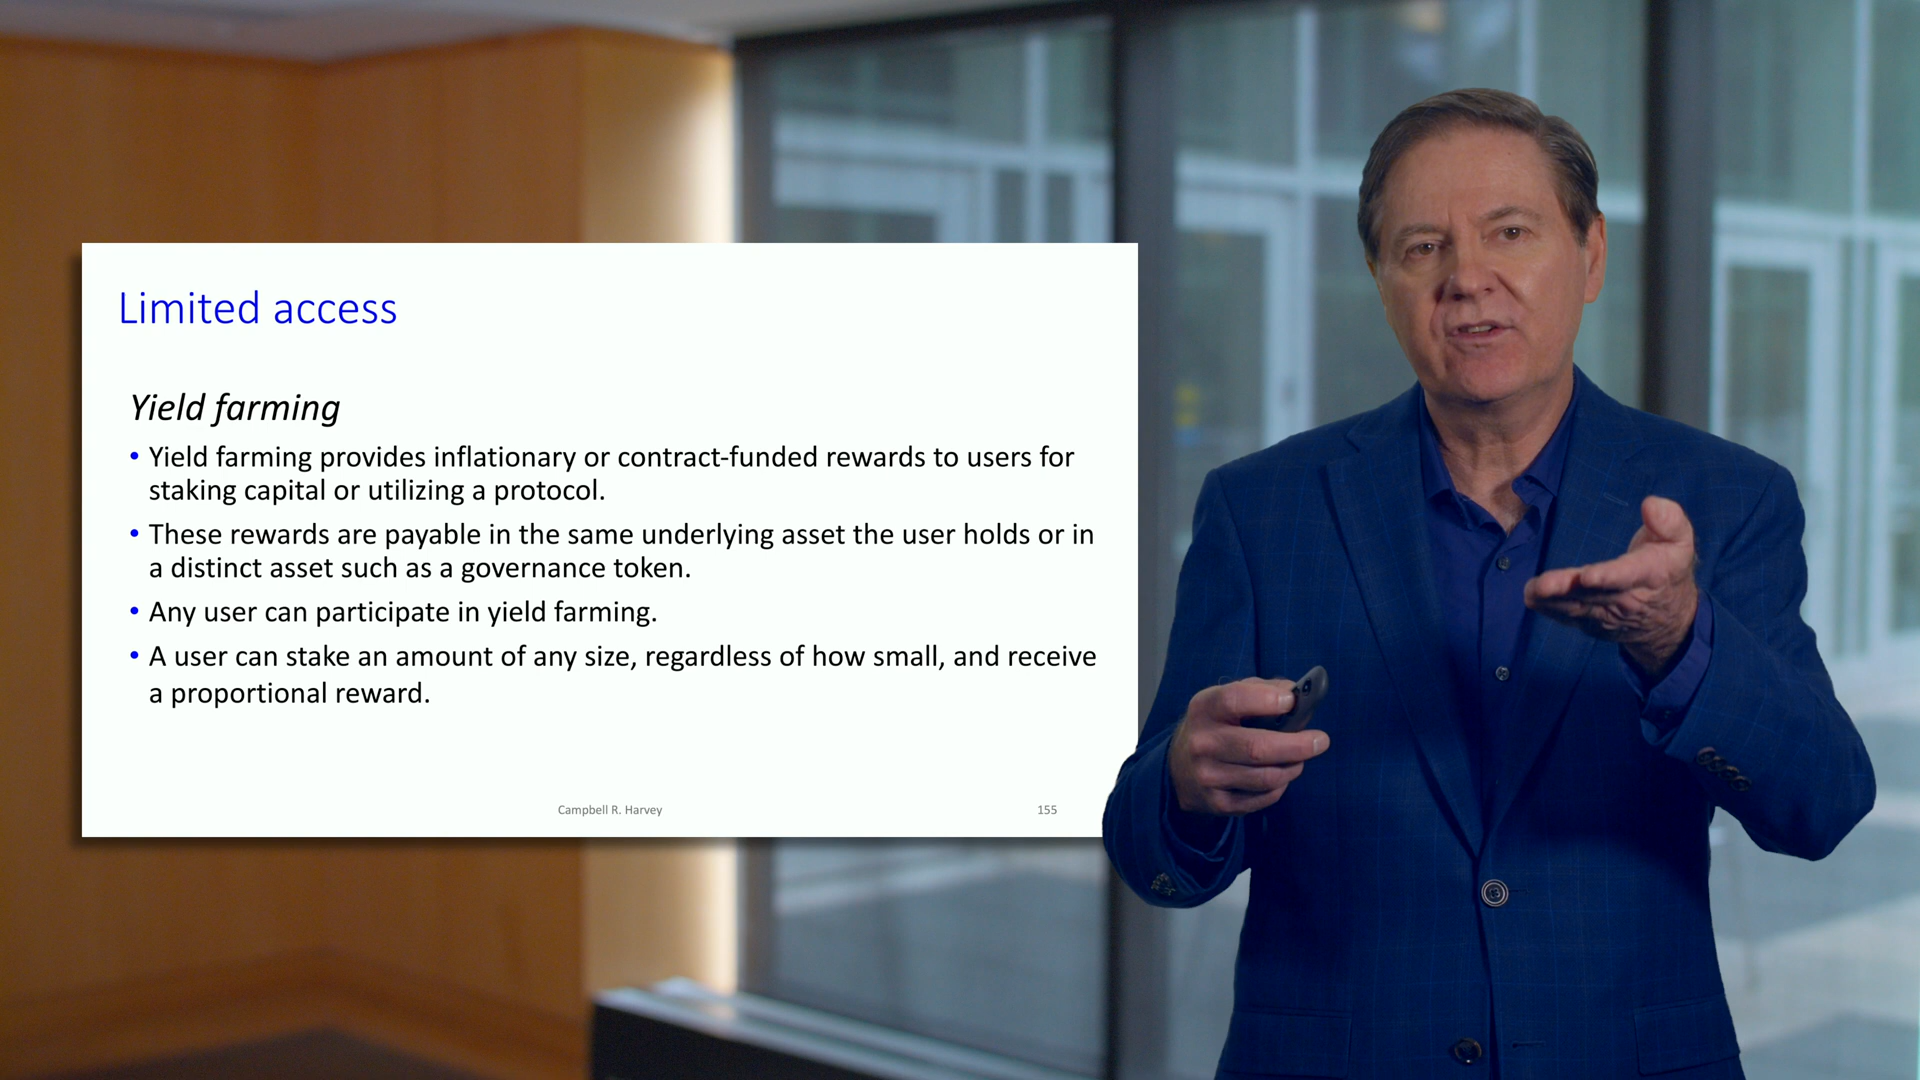 Limited access
Yield farming
• Yield farming provides inflationary or contract-funded rewards to users for
staking capital or utilizing a protocol.
• These rewards are payable in the same underlying asset the user holds or in
a distinct asset such as a governance token.
• Any user can participate in yield farming.
• A user can stake an amount of any size, regardless of how small, and receive
a proportional reward.
Campbell R. Harvey
155